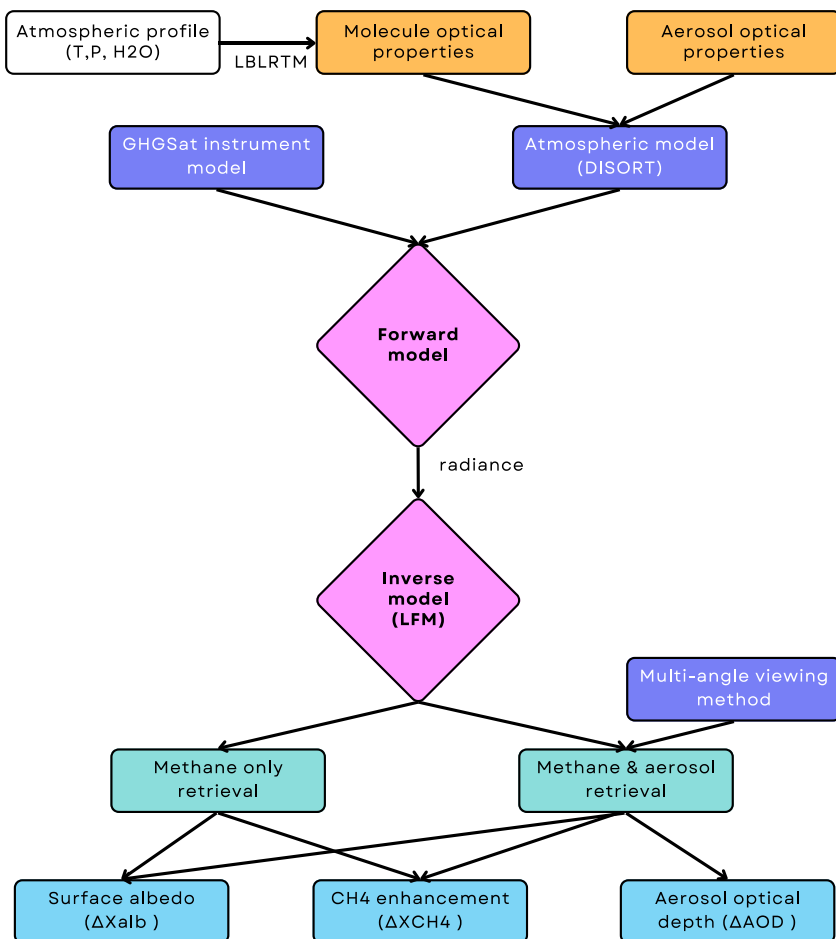 Atmospheric profile
(T,P, H2O)
LBLRTM
Molecule optical
properties
Aerosol optical
properties
GHGSat instrument
model
Atmospheric model
(DISORT)
Forward
model
radiance
Inverse
model
(LFM)
Multi-angle viewing
method
Methane only
retrieval
Methane & aerosol
retrieval
Surface albedo
(ΔXalb )
CH4 enhancement
(ΔXCH4 )
Aerosol optical
depth (ΔAOD )